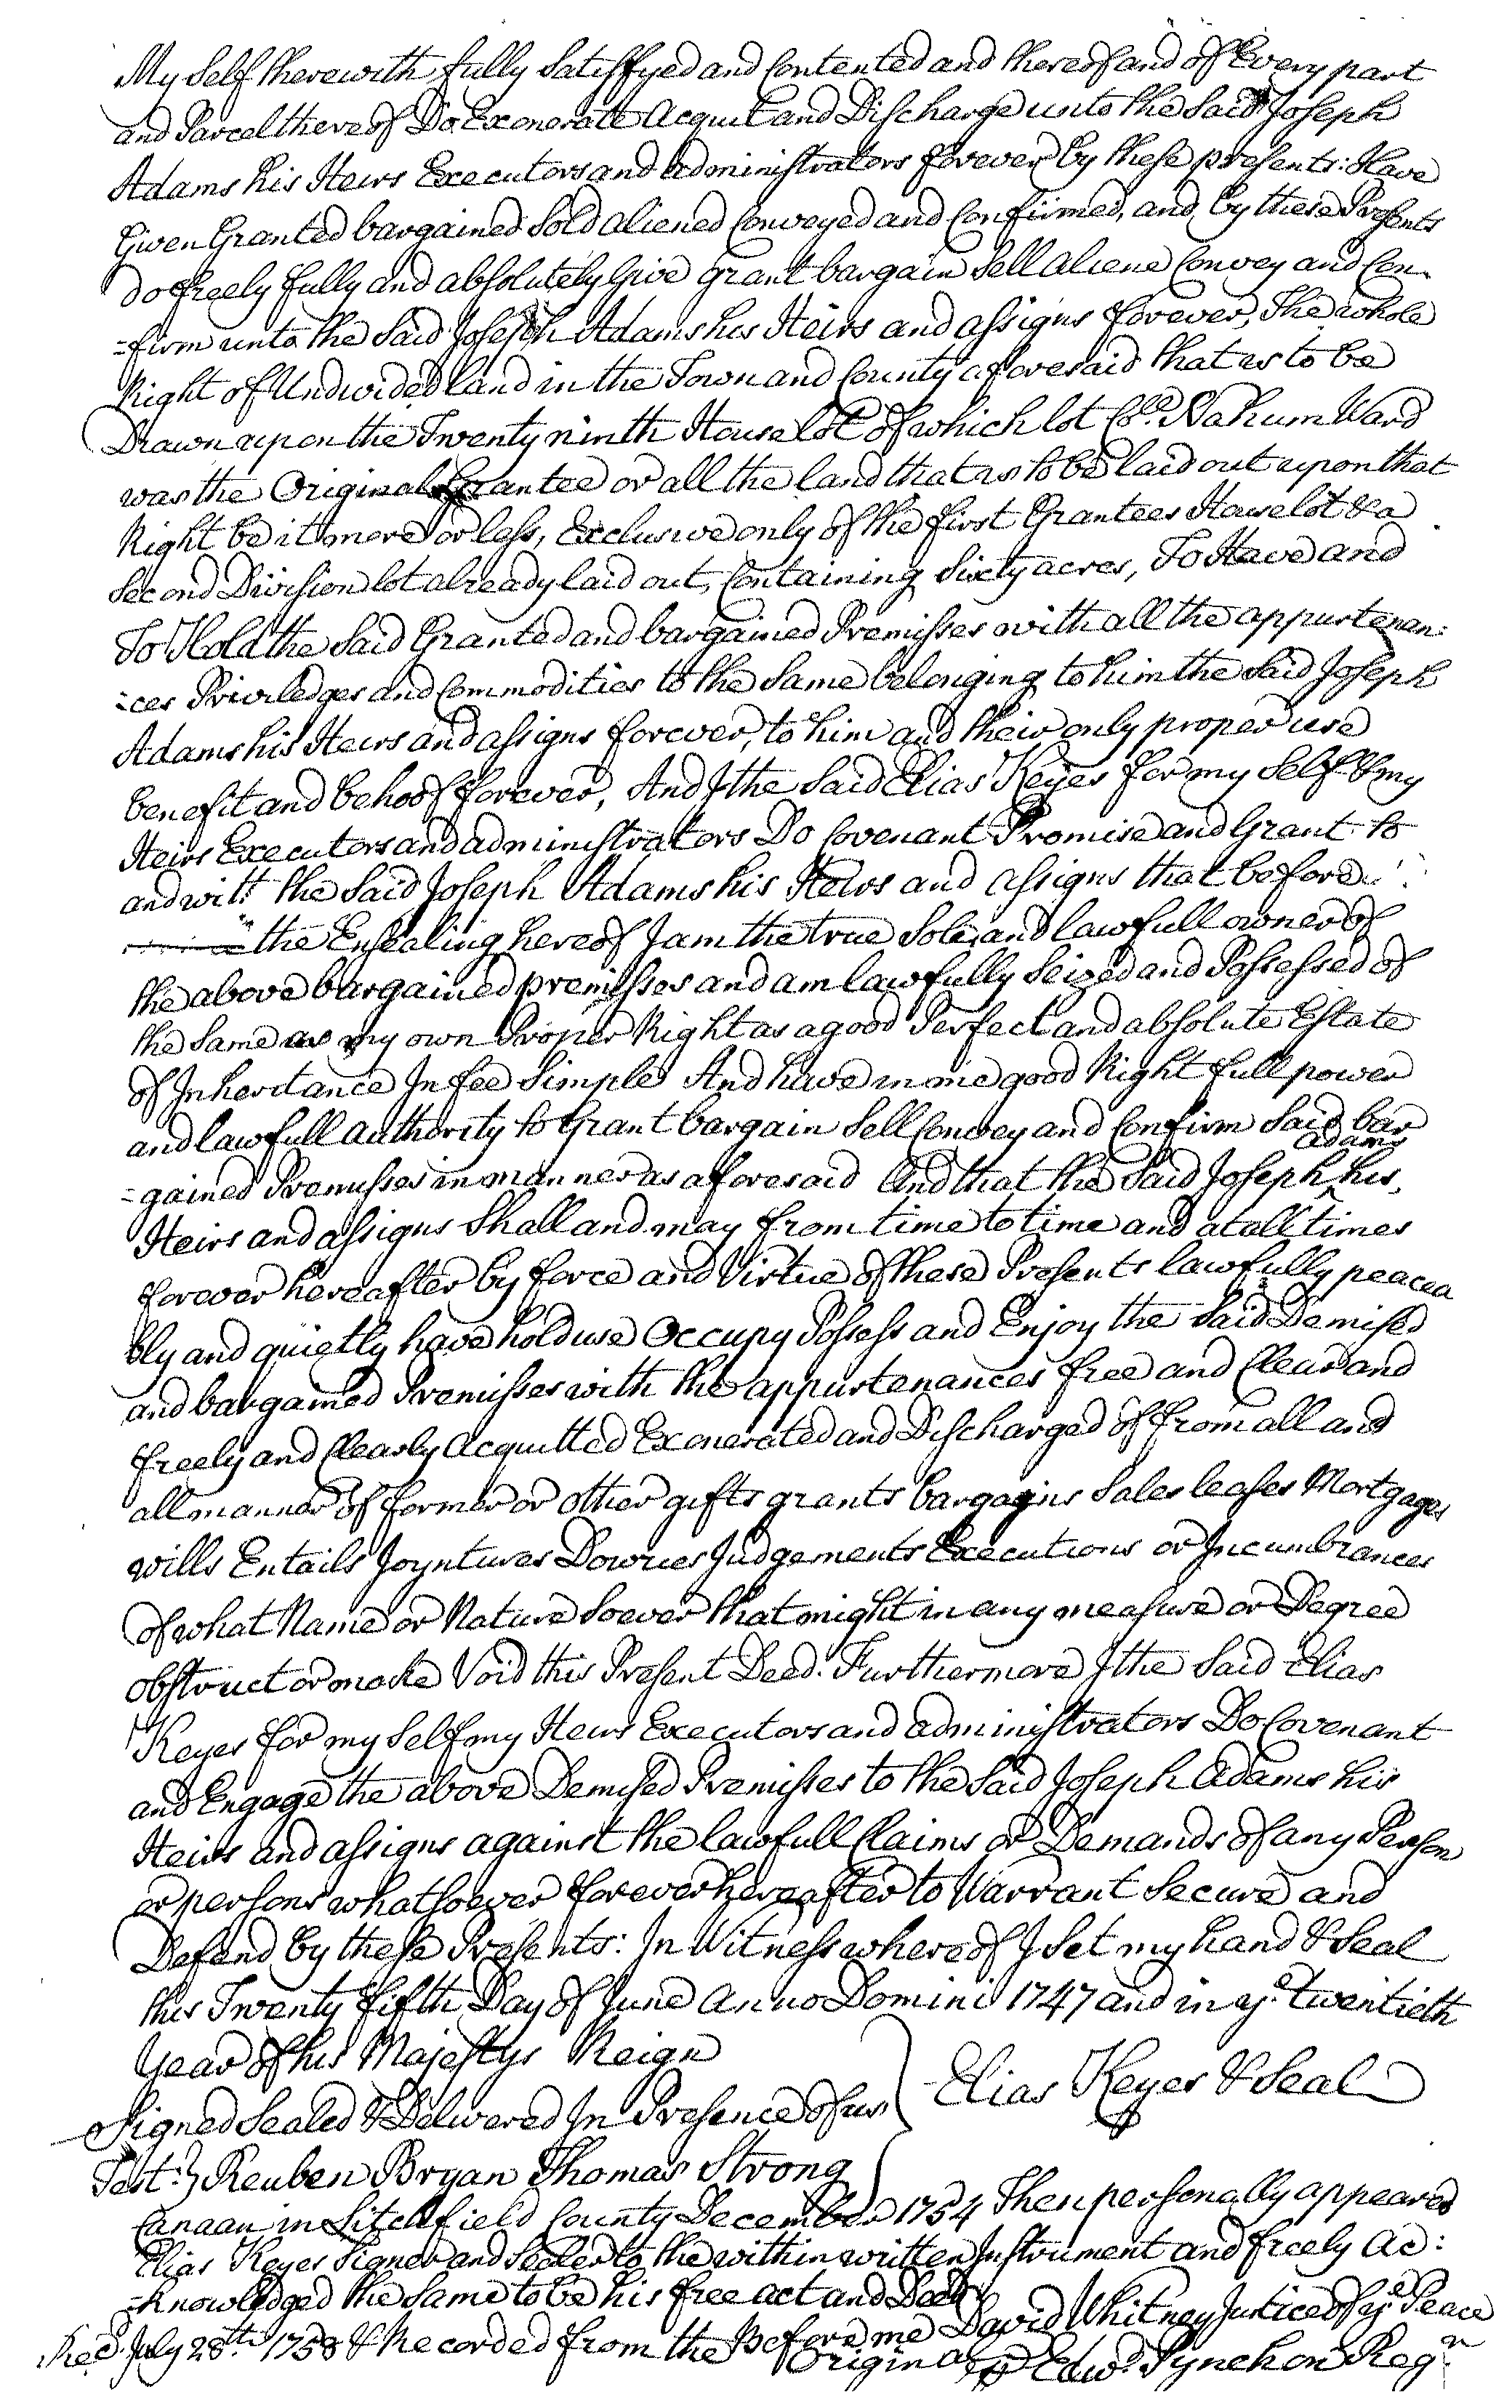 My Self therewith fully Satisfyed and Contented and thereof and of Every part
and Parcel thereof Do Exonerate Acquit and Discharge unto the Said Joseph
Adams his Heirs Executors and administrators forever by these presents: Have
Given Granted bargained Sold aliened Conveyed and Confirmed, and by these Presents
do freely fully and absolutely Give grant bargain Sell aliene Convey and Con-
=firm unto the Said Joseph Adams his Heirs and assigns forever, The whole
Right of Undivided land in the Town and County aforesaid that is to be
Drawn upon the Twenty ninth House lot of which lot Colo. Nahum Ward
was the Original Grantee or all the land that is to be laid out upon that
Right be it more or less, Exclusive only of the first Grantees House lot & a
Second Division lot already laid out, Containing Sixty acres, To Have and
To Hold the Said Granted and bargained Premisses with all the appurtenan:
=ces Priviledges and Commodities to the Same belonging to him the Said Joseph
Adams his Heirs and assigns forever, to him and their only proper use
benefit and behoof forever, And I the Said Elias Keyes for my Self & my
Heirs Executors and administrators Do Covenant Promise and Grant to
and with the Said Joseph Adams his Heirs and assigns that before
the Ensealing hereof I am the true Sole and lawfull owner of
the above bargained premisses and am lawfully Seized and Possessed of
the Same as my own Proper Right as a good Perfect and absolute Estate
of Inheritance In fee Simple And have in me good Right full power
and lawfull authority to Grant bargain Sell Convey and Confirm Said bar
=gained Premisses in manner as aforesaid And that the Said Joseph adams his
Heirs and assigns Shall and may from time to time and at all times
forever hereafter by force and Virtue of these Presents lawfully peacea
bly and quietly have hold use Occupy Possess and Enjoy the Said Demised
and bargained Premisses with the appurtenances free and Clear and
freely and Clearly Acquitted Exonerated and Discharged of from all and
all manner of former or other gifts grants bargains Sales leases Mortgages
wills Entails Joyntures Dowries Judgements Executions or Incumbrances
of what Name or Nature Soever that might in any measure or Degree
obstruct or make Void this Present Deed. Furthermore I the Said Elias
Keyes for my Self my Heirs Executors and administrators Do Covenant
and Engage the above Demised Premisses to the Said Joseph Adams his
Heirs and assigns against the lawfull Claims or Demands of any Person
or persons whatsoever forever hereafter to Warrant Secure and
Defend by these Presents: In Witness whereof I Set my hand & Seal
this Twenty fifth Day of June Anno Domini 1747 and in ye. twentieth
Year of his Majestys Reign
Elias Keyes & Seal
Signed Sealed & Delivered In Presence of us
Test: Reuben Bryan Thomas Strong
Canaan in Litchfield County December 1754 Then personally appeared
Elias Keyes Signer and Sealer to the within written Instrument and freely Ac:
=knowledged the Same to be his free act and Deed
Before me David Whitney Justice of ye. Peace
Recd. July 28th. 1758 & Recorded from the Original p Edwd. Pynchon Regr.